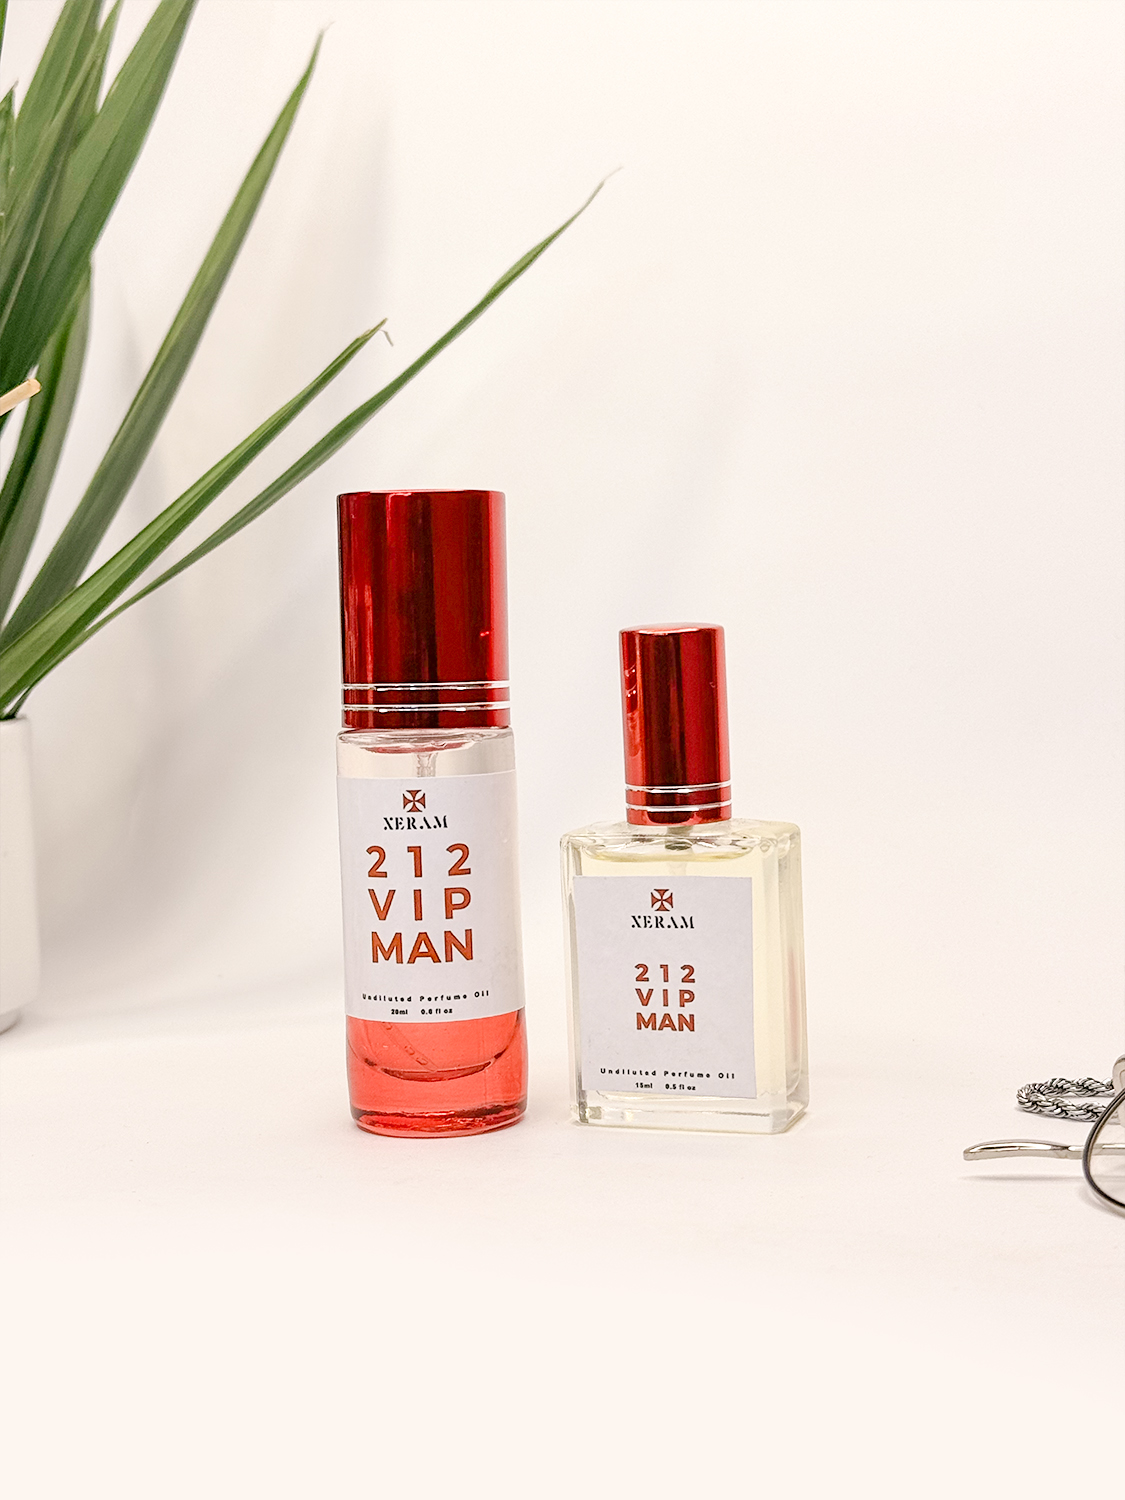 XERAM
212
VIP
MAN
Undiluted Perfume Oil
20ml 0.6 fl oz
XERAM
212
VIP
MAN
Undiluted Perfume Oil
15ml 0.5 fl oz